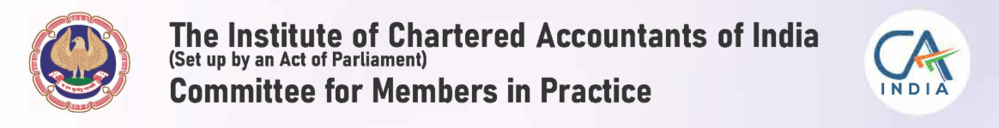 The Institute of Chartered Accountants of India
(Set up by an Act of Parliament)
Committee for Members in Practice
CA
INDIA